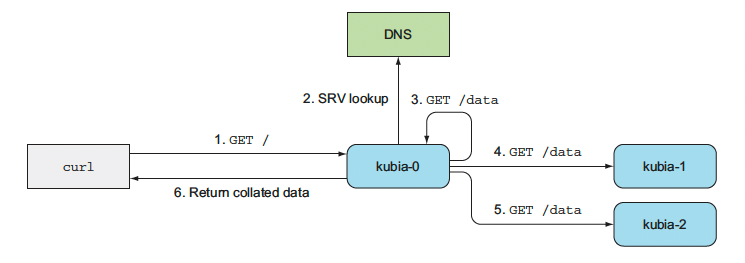 DNS
2. SRV lookup
3. GET /data
1. GET /
4. GET /data
curl
kubia-0
kubia-1
6. Return collated data
5. GET /data
kubia-2